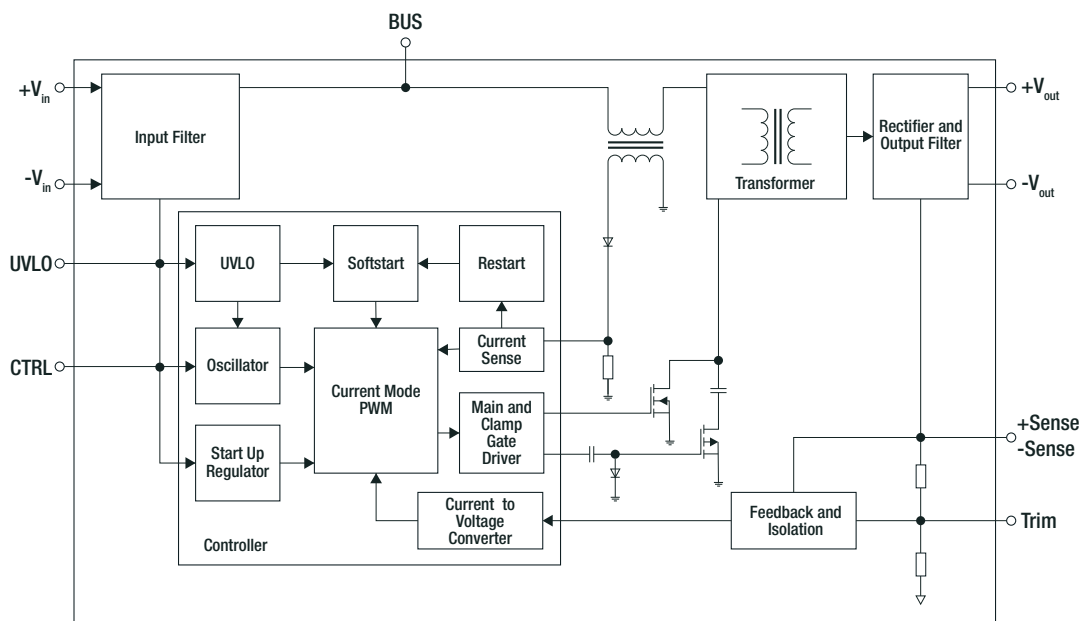 BUS
+Vin
Input Filter
-Vin
Transformer
Rectifier and
Output Filter
+Vout
-Vout
UVLO
UVLO
Softstart
Restart
CTRL
Oscillator
Current Mode
PWM
Current
Sense
Main and
Clamp
Gate
Driver
Start Up
Regulator
Current to
Voltage
Converter
Controller
Feedback and
Isolation
+Sense
-Sense
Trim